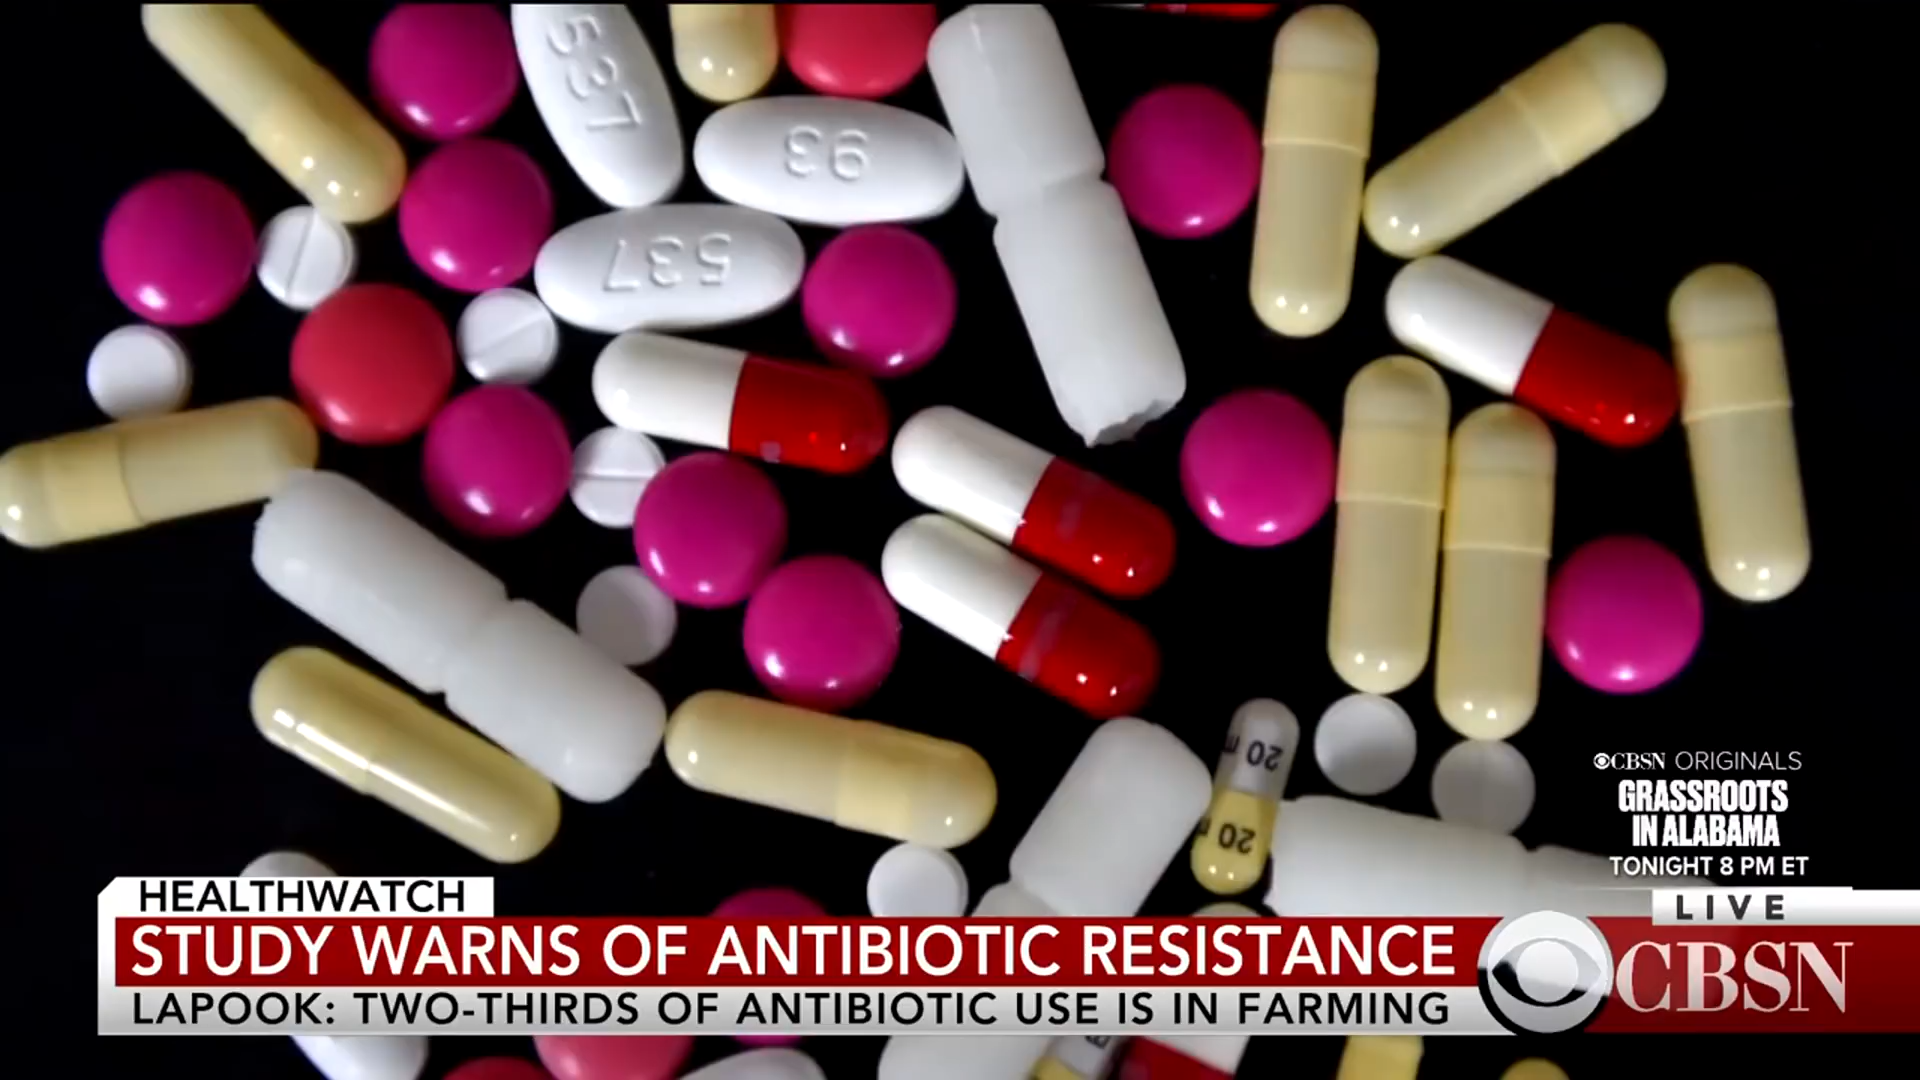 537
93
537
20 m
20
CBSN ORIGINALS
GRASSROOTS
IN ALABAMA
TONIGHT 8 PM ET
HEALTHWATCH
LIVE
STUDY WARNS OF ANTIBIOTIC RESISTANCE
CBSN
LAPOOK: TWO-THIRDS OF ANTIBIOTIC USE IS IN FARMING